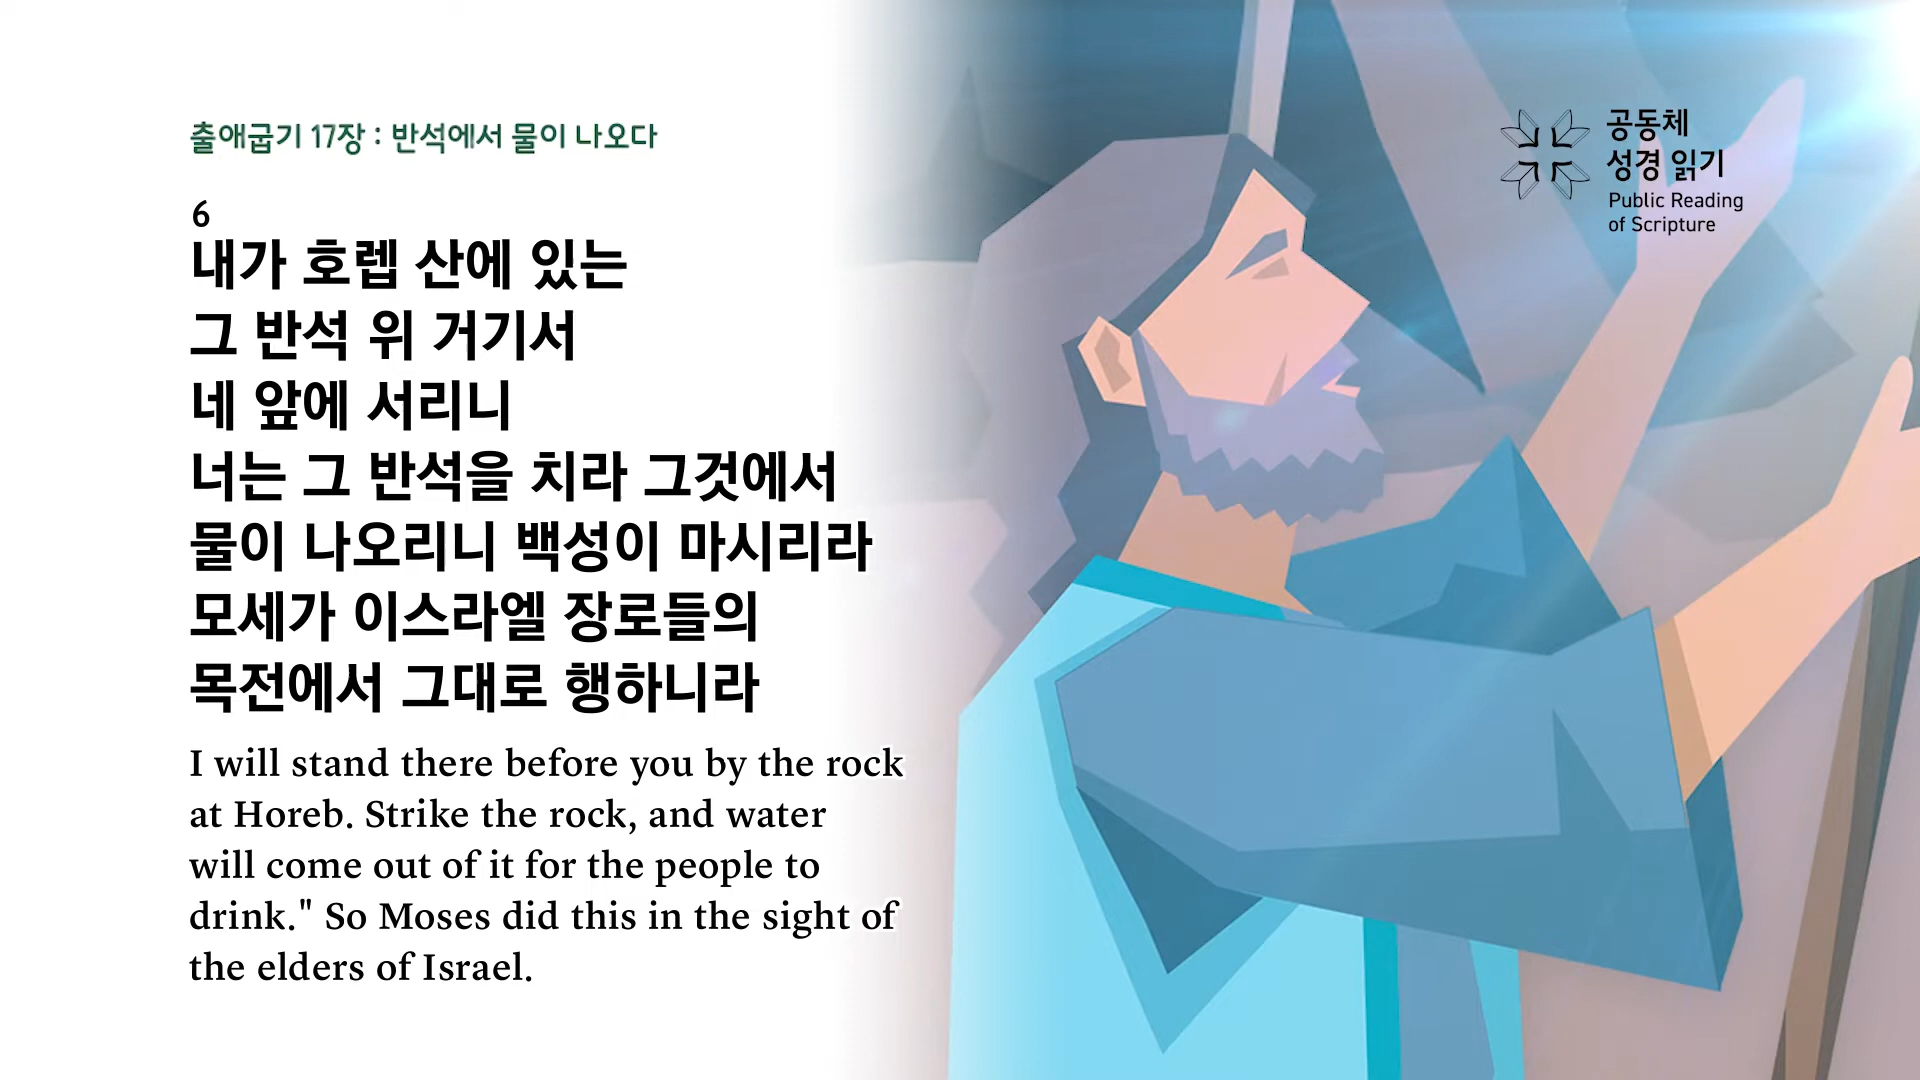 출애굽기 17장 : 반석에서 물이 나오다
6
내가 호렙 산에 있는
그 반석 위 거기서
네 앞에 서리니
너는 그 반석을 치라 그것에서
물이 나오리니 백성이 마시리라
모세가 이스라엘 장로들의
목전에서 그대로 행하니라
I will stand there before you by the rock
at Horeb. Strike the rock, and water
will come out of it for the people to
drink." So Moses did this in the sight of
the elders of Israel.
공동체
성경 읽기
Public Reading
of Scripture